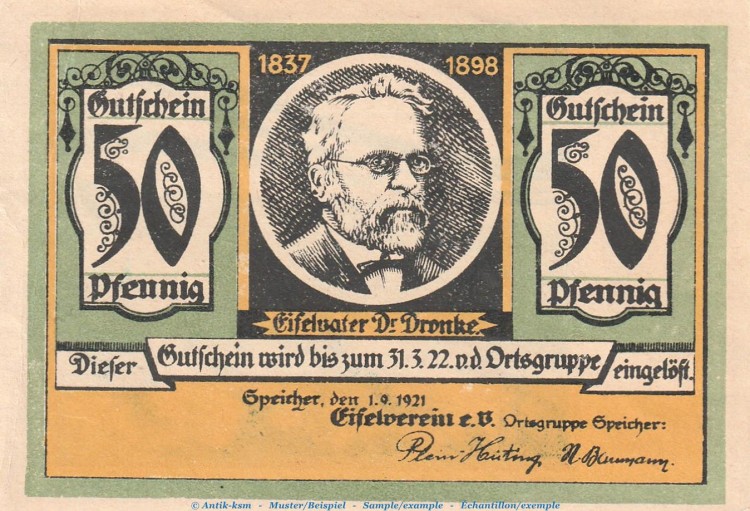 1837 1898
Gutschein
50
Pfennig
Gutschein
50
Pfennig
Eifelvater Dr Dronke.
Dieser Gutschein wird bis zum 31.3.22.v.d. Ortsgruppe eingelöst.
Speicher, den 1.9.1921
Eifelverein e.V. Ortsgruppe Speicher:
© Antik-ksm - Muster/Beispiel - Sample/example - Échantillon/exemple